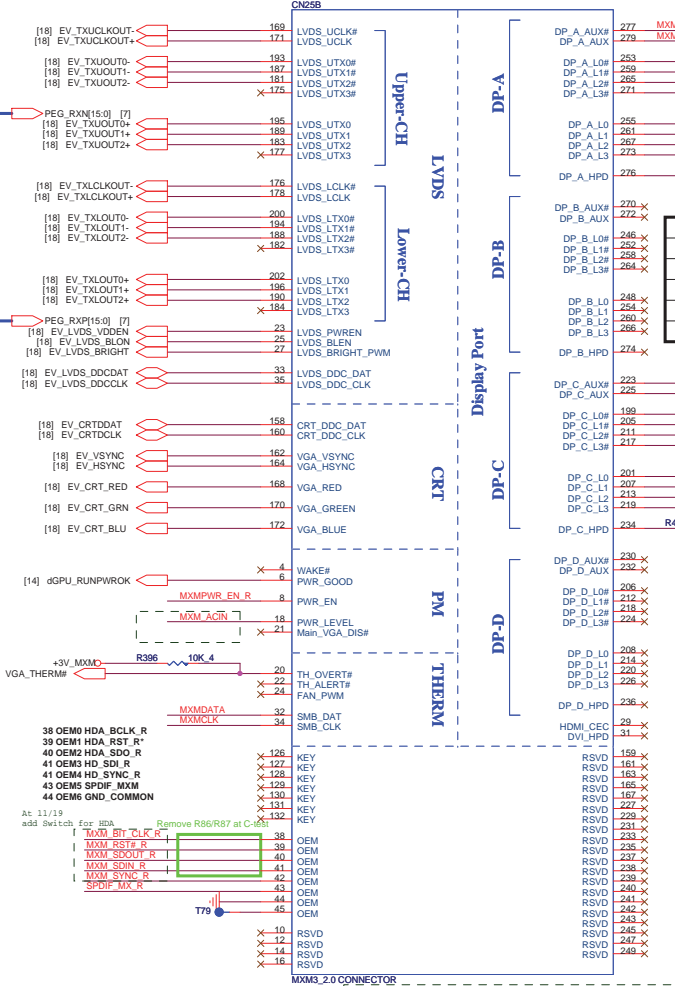 CN25B
[18] EV_TXUCLKOUT- 169 LVDS_UCLK#
[18] EV_TXUCLKOUT+ 171 LVDS_UCLK
[18] EV_TXUOUT0- 193 LVDS_UTX0#
[18] EV_TXUOUT1- 187 LVDS_UTX1#
[18] EV_TXUOUT2- 181 LVDS_UTX2#
175 LVDS_UTX3#
PEG_RXN[15:0] [7]
[18] EV_TXUOUT0+ 195 LVDS_UTX0
[18] EV_TXUOUT1+ 189 LVDS_UTX1
[18] EV_TXUOUT2+ 183 LVDS_UTX2
177 LVDS_UTX3
Upper-CH
[18] EV_TXLCLKOUT- 176 LVDS_LCLK#
[18] EV_TXLCLKOUT+ 178 LVDS_LCLK
LVDS
[18] EV_TXLOUT0- 200 LVDS_LTX0#
[18] EV_TXLOUT1- 194 LVDS_LTX1#
[18] EV_TXLOUT2- 188 LVDS_LTX2#
182 LVDS_LTX3#
Lower-CH
[18] EV_TXLOUT0+ 202 LVDS_LTX0
[18] EV_TXLOUT1+ 196 LVDS_LTX1
[18] EV_TXLOUT2+ 190 LVDS_LTX2
184 LVDS_LTX3
PEG_RXP[15:0] [7]
[18] EV_LVDS_VDDEN 23 LVDS_PWREN
[18] EV_LVDS_BLON 25 LVDS_BLEN
[18] EV_LVDS_BRIGHT 27 LVDS_BRIGHT_PWM
[18] EV_LVDS_DDCDAT 33 LVDS_DDC_DAT
[18] EV_LVDS_DDCCLK 35 LVDS_DDC_CLK
[18] EV_CRTDDAT 158 CRT_DDC_DAT
[18] EV_CRTDCLK 160 CRT_DDC_CLK
[18] EV_VSYNC 162 VGA_VSYNC
[18] EV_HSYNC 164 VGA_HSYNC
[18] EV_CRT_RED 168 VGA_RED
CRT
[18] EV_CRT_GRN 170 VGA_GREEN
[18] EV_CRT_BLU 172 VGA_BLUE
4 WAKE#
[14] dGPU_RUNPWROK 6 PWR_GOOD
MXMPWR_EN_R 8 PWR_EN
PM
MXM_ACIN 18 PWR_LEVEL
21 Main_VGA_DIS#
+3V_MXM R396 10K_4
VGA_THERM# 20 TH_OVERT#
22 TH_ALERT#
24 FAN_PWM
THERM
MXMDATA 32 SMB_DAT
MXMCLK 34 SMB_CLK
38 OEM0 HDA_BCLK_R
39 OEM1 HDA_RST_R*
40 OEM2 HDA_SDO_R
41 OEM3 HD_SDI_R
41 OEM4 HD_SYNC_R
43 OEM5 SPDIF_MXM
44 OEM6 GND_COMMON
126 KEY
127 KEY
128 KEY
129 KEY
130 KEY
131 KEY
132 KEY
At 11/19
add Switch for HDA
Remove R86/R87 at C-test
MXM_BIT_CLK_R 38 OEM
MXM_RST#_R 39 OEM
MXM_SDOUT_R 40 OEM
MXM_SDIN_R 41 OEM
MXM_SYNC_R 42 OEM
SPDIF_MX_R 43 OEM
44 OEM
T79 45 OEM
10 RSVD
12 RSVD
14 RSVD
16 RSVD
MXM3_2.0 CONNECTOR
Display Port
DP_A_AUX# 277 MXM
DP_A_AUX 279 MXM
DP_A_L0# 253
DP_A_L1# 259
DP_A_L2# 265
DP_A_L3# 271
DP-A
DP_A_L0 255
DP_A_L1 261
DP_A_L2 267
DP_A_L3 273
DP_A_HPD 276
DP_B_AUX# 270
DP_B_AUX 272
DP_B_L0# 246
DP_B_L1# 252
DP_B_L2# 258
DP_B_L3# 264
DP-B
DP_B_L0 248
DP_B_L1 254
DP_B_L2 260
DP_B_L3 266
DP_B_HPD 274
DP_C_AUX# 223
DP_C_AUX 225
DP_C_L0# 199
DP_C_L1# 205
DP_C_L2# 211
DP_C_L3# 217
DP-C
DP_C_L0 201
DP_C_L1 207
DP_C_L2 213
DP_C_L3 219
DP_C_HPD 234 R4
DP_D_AUX# 230
DP_D_AUX 232
DP_D_L0# 206
DP_D_L1# 212
DP_D_L2# 218
DP_D_L3# 224
DP-D
DP_D_L0 208
DP_D_L1 214
DP_D_L2 220
DP_D_L3 226
DP_D_HPD 236
HDMI_CEC 29
DVI_HPD 31
RSVD 159
RSVD 161
RSVD 163
RSVD 165
RSVD 167
RSVD 227
RSVD 229
RSVD 231
RSVD 233
RSVD 235
RSVD 237
RSVD 238
RSVD 239
RSVD 240
RSVD 241
RSVD 242
RSVD 243
RSVD 245
RSVD 247
RSVD 249